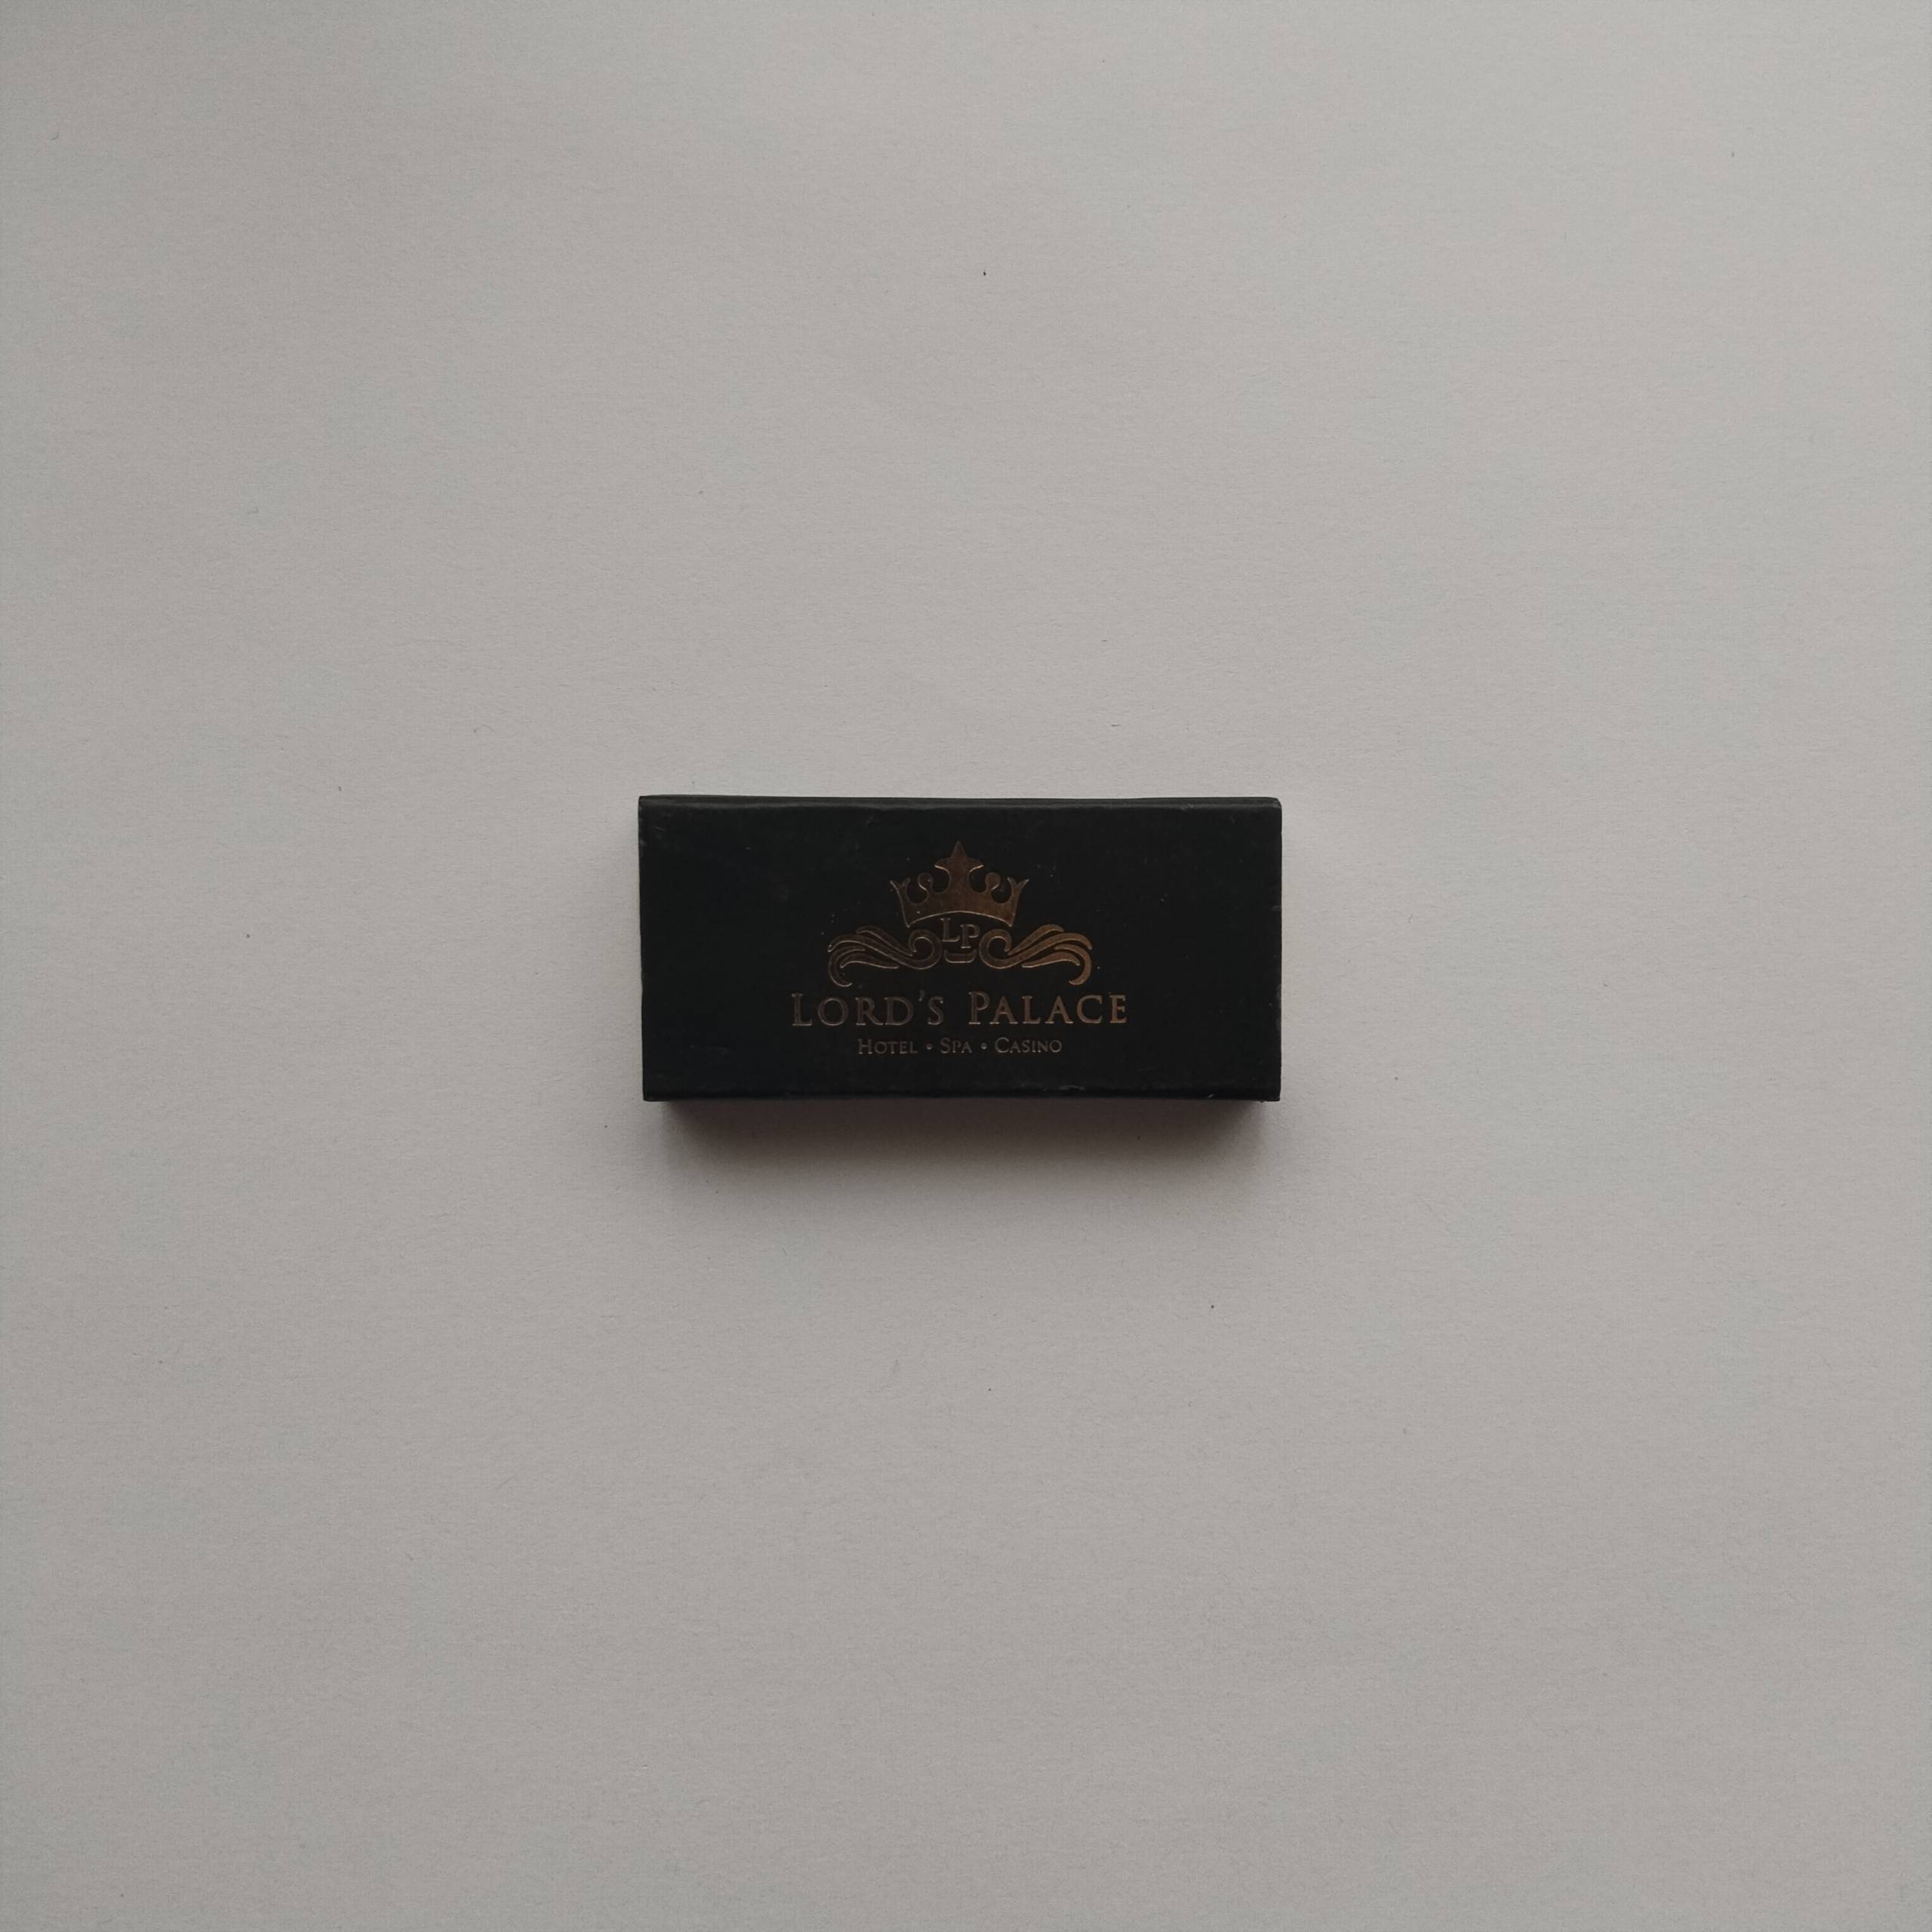 LP
LORD'S PALACE
HOTEL • SPA • CASINO